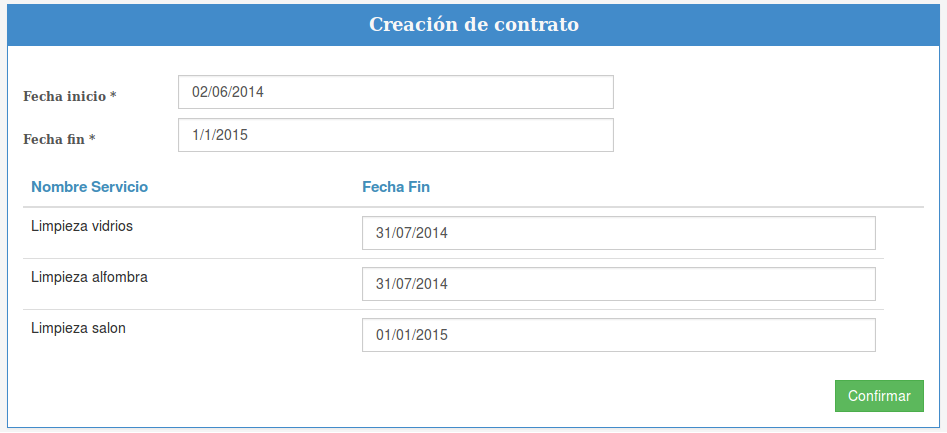 Creación de contrato
Fecha inicio * 02/06/2014
Fecha fin * 1/1/2015
Nombre Servicio Fecha Fin
Limpieza vidrios 31/07/2014
Limpieza alfombra 31/07/2014
Limpieza salon 01/01/2015
Confirmar